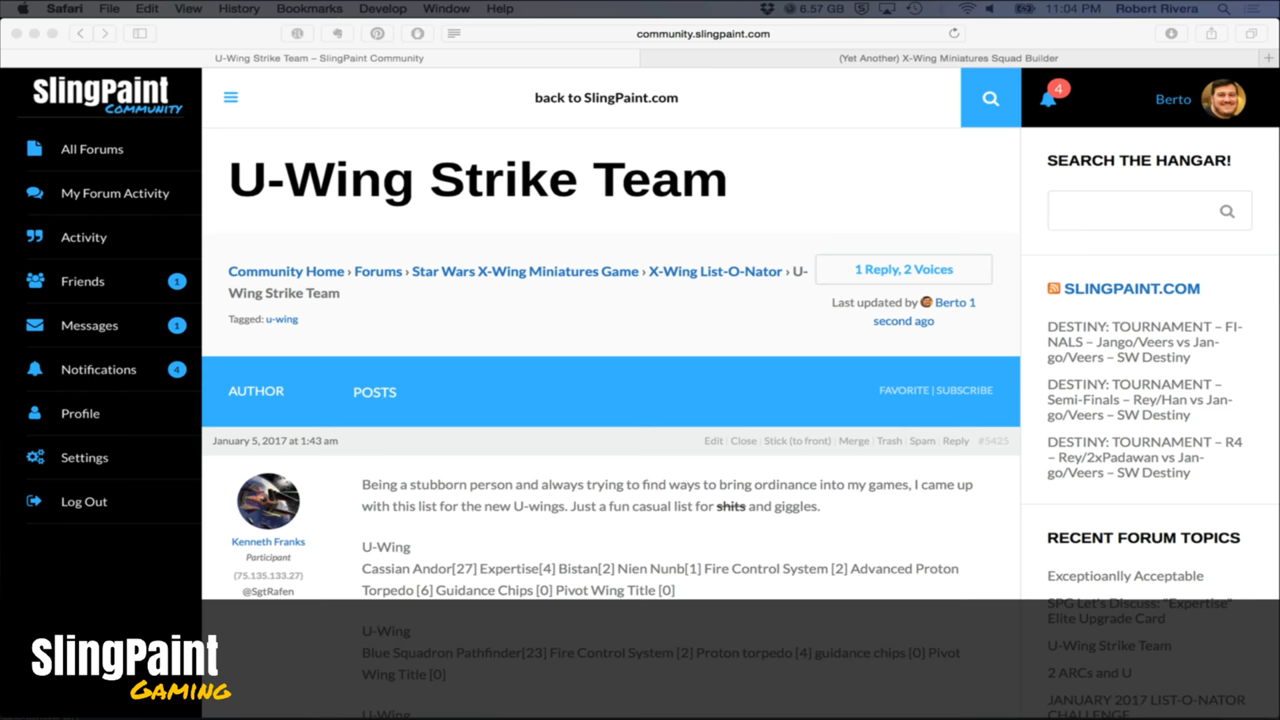 Safari File Edit View History Bookmarks Develop Window Help 6.57 GB 11:04 PM Robert Rivera
community.slingpaint.com
U-Wing Strike Team – SlingPaint Community (Yet Another) X-Wing Miniatures Squad Builder
SlingPaint
COMMUNITY
All Forums
My Forum Activity
Activity
Friends 1
Messages 1
Notifications 4
Profile
Settings
Log Out
back to SlingPaint.com
4
Berto
U-Wing Strike Team
Community Home › Forums › Star Wars X-Wing Miniatures Game › X-Wing List-O-Nator › U-
Wing Strike Team
Tagged: u-wing
1 Reply, 2 Voices
Last updated by Berto 1
second ago
AUTHOR POSTS FAVORITE | SUBSCRIBE
January 5, 2017 at 1:43 am Edit | Close | Stick (to front) | Merge | Trash | Spam | Reply #5425
Kenneth Franks
Participant
(75.135.133.27)
@SgtRafen
Being a stubborn person and always trying to find ways to bring ordinance into my games, I came up
with this list for the new U-wings. Just a fun casual list for shits and giggles.
U-Wing
Cassian Andor[27] Expertise[4] Bistan[2] Nien Nunb[1] Fire Control System [2] Advanced Proton
Torpedo [6] Guidance Chips [0] Pivot Wing Title [0]
U-Wing
Blue Squadron Pathfinder[23] Fire Control System [2] Proton torpedo [4] guidance chips [0] Pivot
Wing Title [0]
U-Wing
SEARCH THE HANGAR!
SLINGPAINT.COM
DESTINY: TOURNAMENT – FI-
NALS – Jango/Veers vs Jan-
go/Veers – SW Destiny
DESTINY: TOURNAMENT –
Semi-Finals – Rey/Han vs Jan-
go/Veers – SW Destiny
DESTINY: TOURNAMENT – R4
– Rey/2xPadawan vs Jan-
go/Veers – SW Destiny
RECENT FORUM TOPICS
Exceptioanlly Acceptable
SPG Let's Discuss: "Expertise"
Elite Upgrade Card
U-Wing Strike Team
2 ARCs and U
JANUARY 2017 LIST-O-NATOR
CHALLENGE
SlingPaint
GAMING